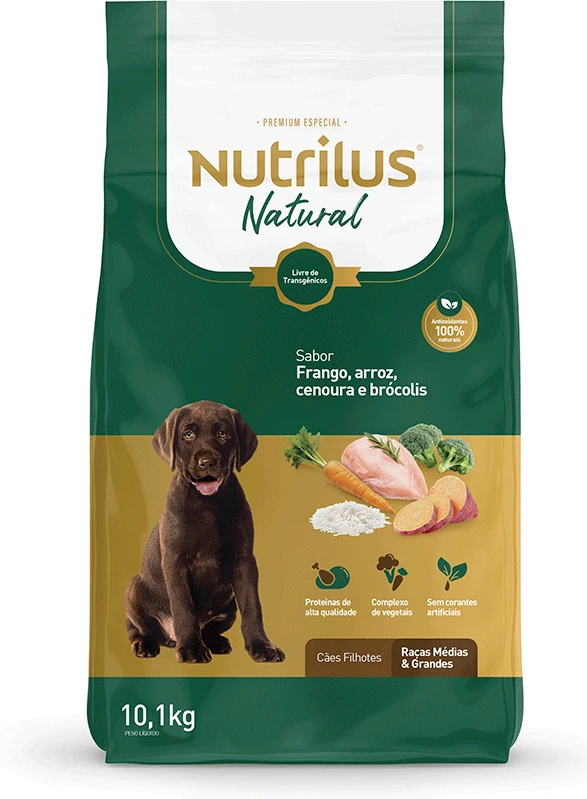 • PREMIUM ESPECIAL •
Nutrilus®
Natural
Livre de
Transgênicos
Antioxidantes
100%
naturais
Sabor
Frango, arroz,
cenoura e brócolis
Proteínas de
alta qualidade
Complexo
de vegetais
Sem corantes
artificiais
Cães Filhotes
Raças Médias
& Grandes
10,1kg
PESO LÍQUIDO